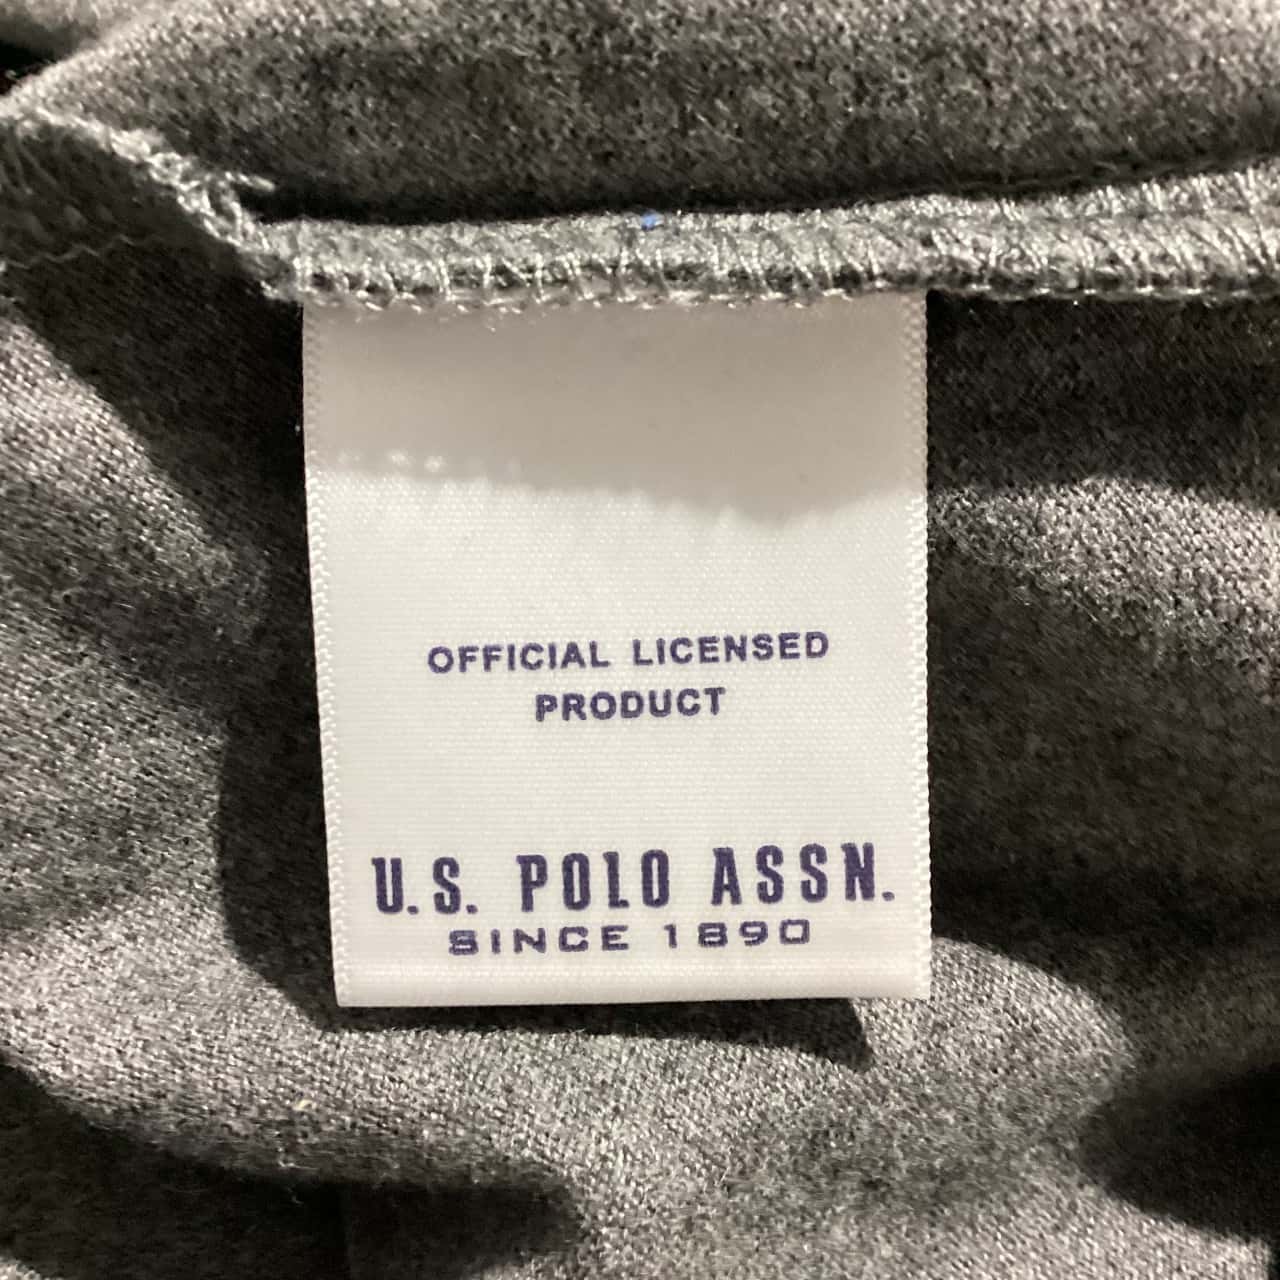 OFFICIAL LICENSED
PRODUCT
U.S. POLO ASSN.
SINCE 1890